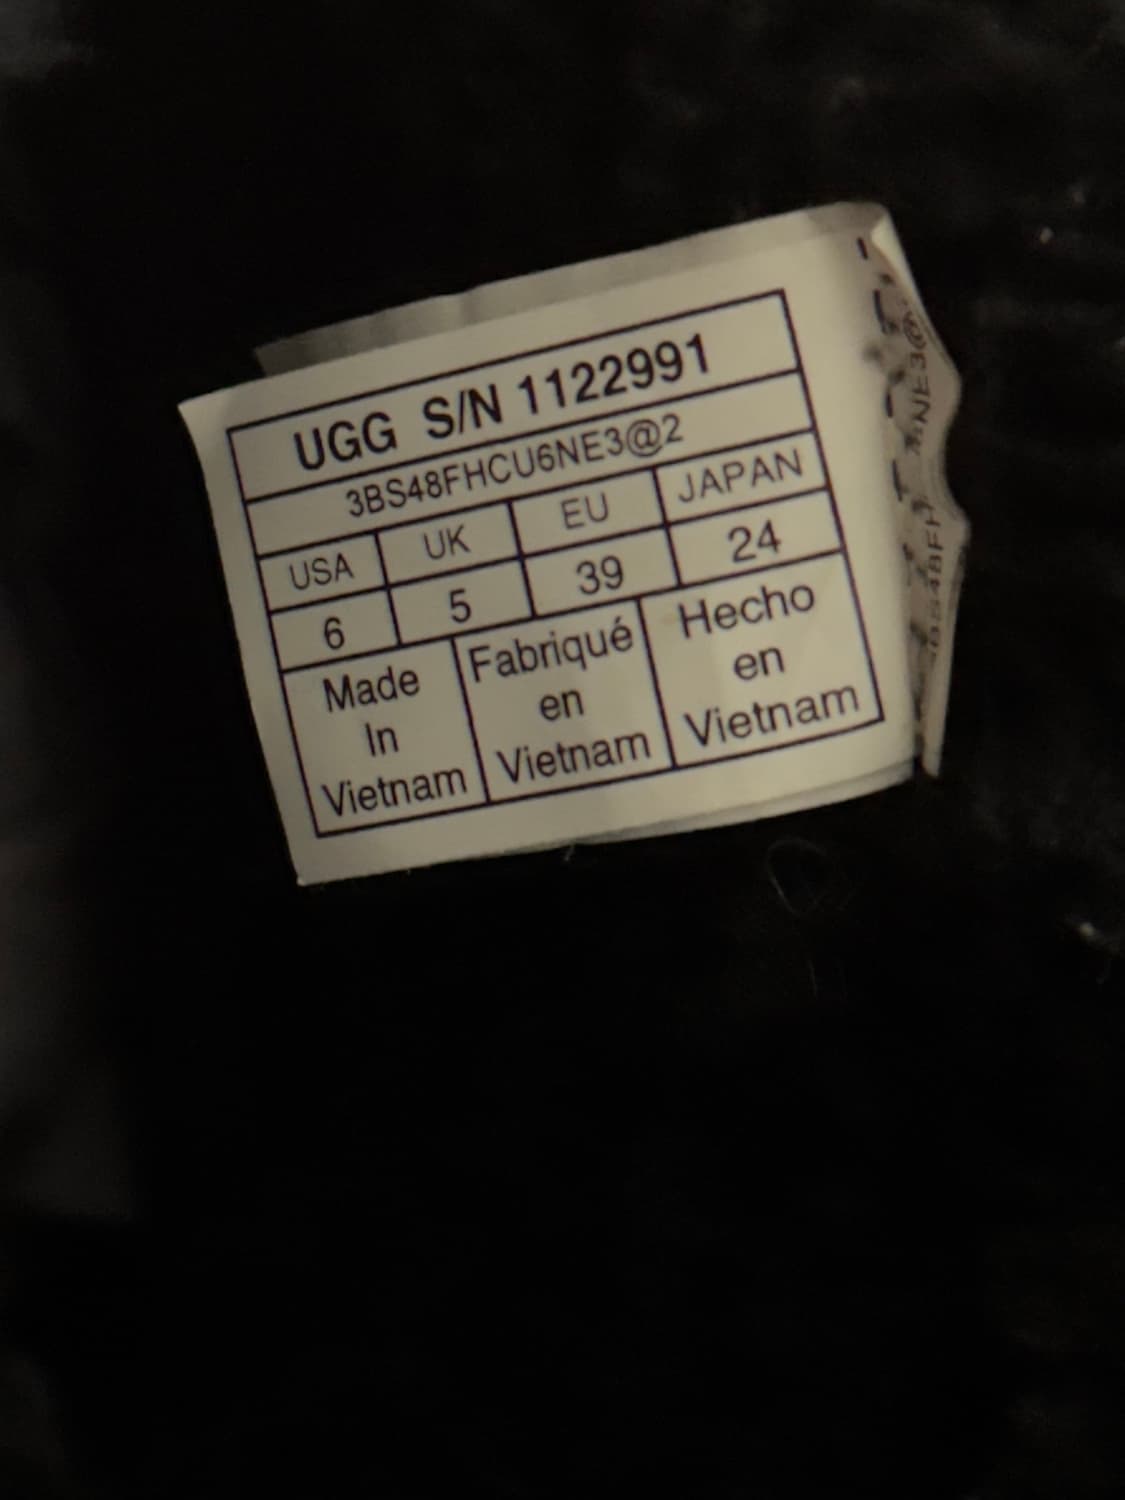 UGG S/N 1122991
3BS48FHCU6NE3@2
USA UK EU JAPAN
6 5 39 24
Made
In
Vietnam
Fabriqué
en
Vietnam
Hecho
en
Vietnam